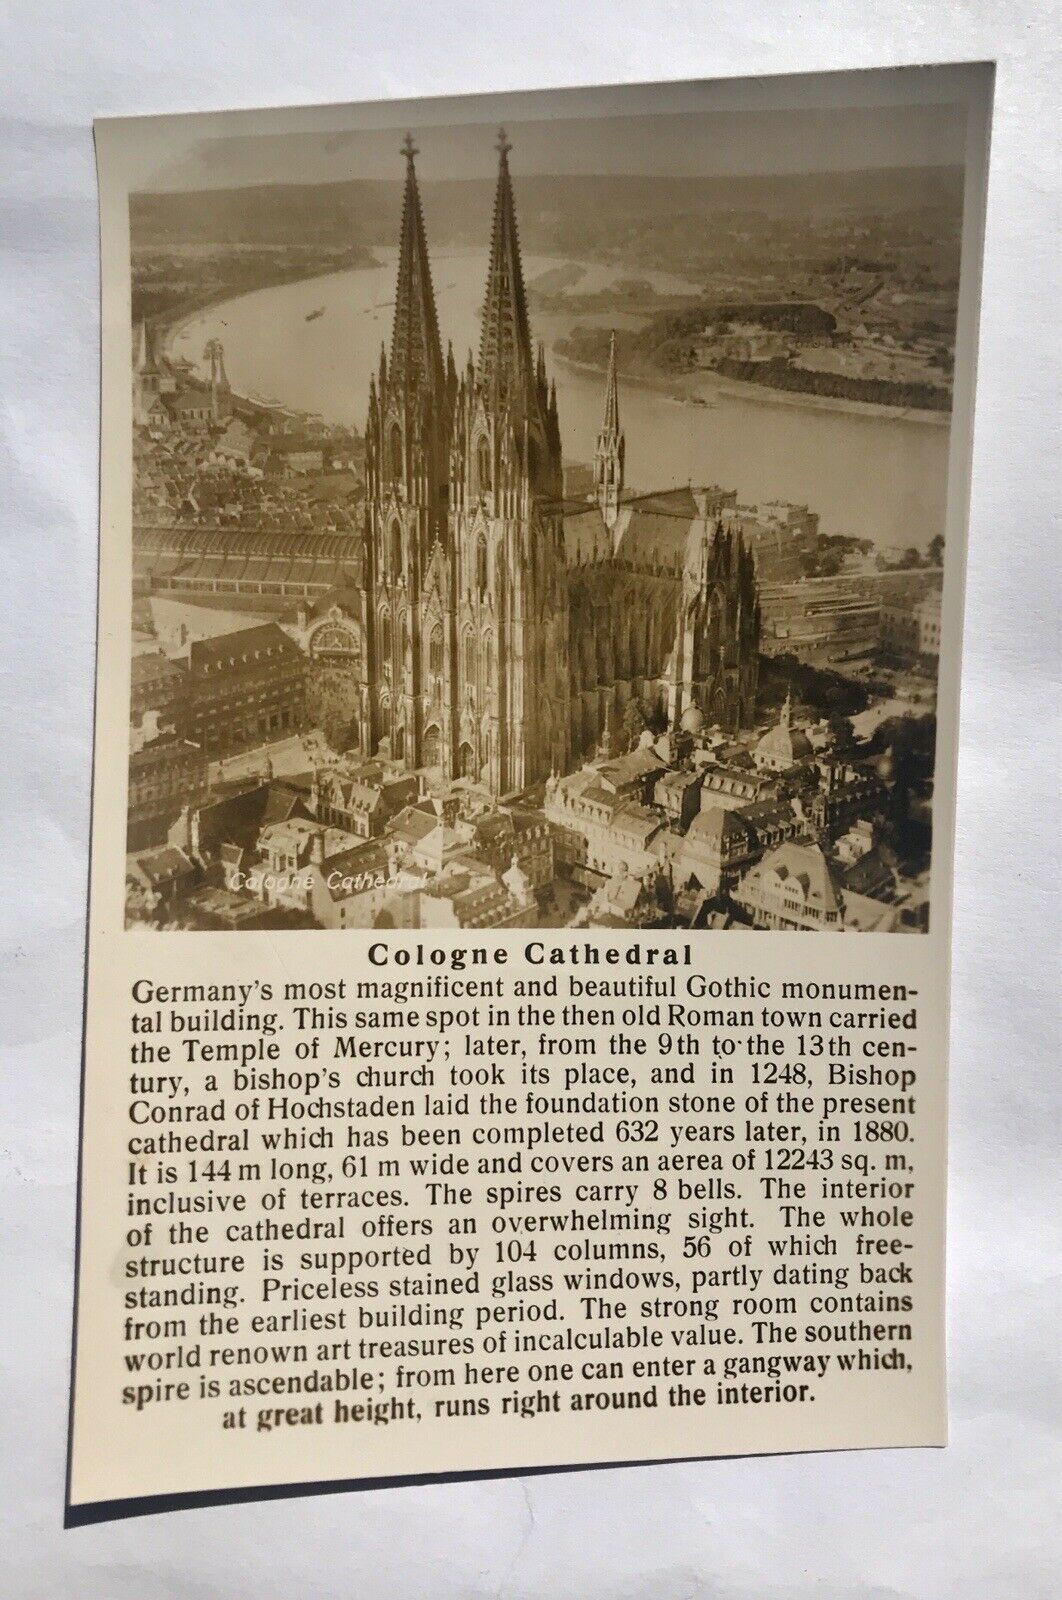 Cologne Cathedral
Cologne Cathedral
Germany's most magnificent and beautiful Gothic monumen-
tal building. This same spot in the then old Roman town carried
the Temple of Mercury; later, from the 9th to the 13th cen-
tury, a bishop's church took its place, and in 1248, Bishop
Conrad of Hochstaden laid the foundation stone of the present
cathedral which has been completed 632 years later, in 1880.
It is 144 m long, 61 m wide and covers an aerea of 12243 sq. m,
inclusive of terraces. The spires carry 8 bells. The interior
of the cathedral offers an overwhelming sight. The whole
structure is supported by 104 columns, 56 of which free-
standing. Priceless stained glass windows, partly dating back
from the earliest building period. The strong room contains
world renown art treasures of incalculable value. The southern
spire is ascendable; from here one can enter a gangway which,
at great height, runs right around the interior.